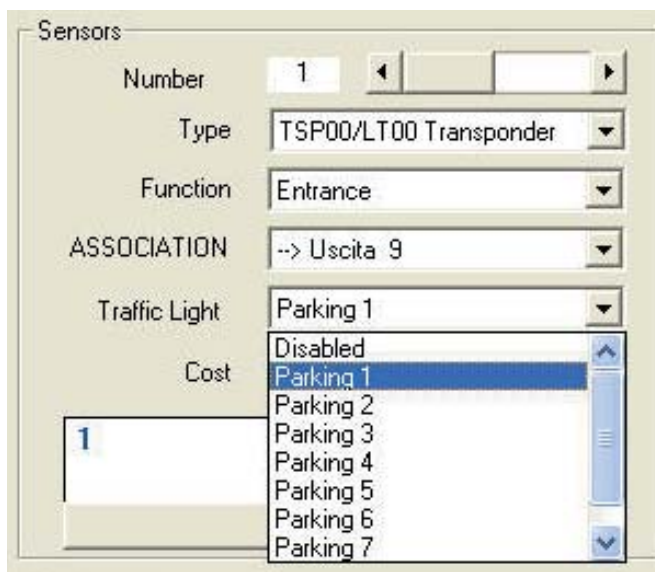 Sensors
Number 1
Type TSP00/LT00 Transponder
Function Entrance
ASSOCIATION --> Uscita 9
Traffic Light Parking 1
Disabled
Cost Parking 1
Parking 2
1 Parking 3
Parking 4
Parking 5
Parking 6
Parking 7